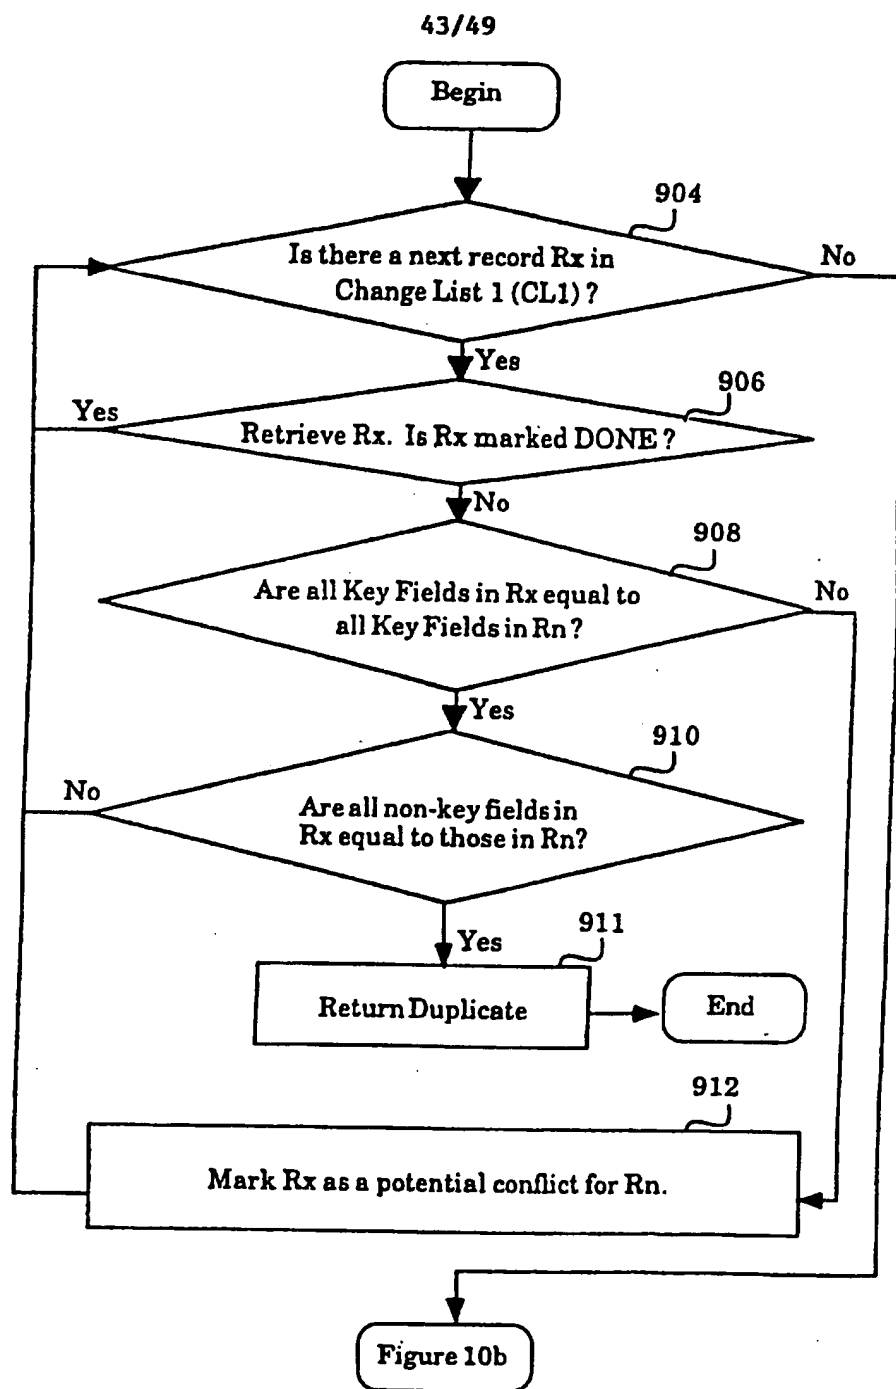 43/49
Begin
904
Is there a next record Rx in
Change List 1 (CL1) ?
No
Yes
906
Yes
Retrieve Rx. Is Rx marked DONE ?
No
908
Are all Key Fields in Rx equal to
all Key Fields in Rn?
No
Yes
910
No
Are all non-key fields in
Rx equal to those in Rn?
Yes
911
Return Duplicate
End
912
Mark Rx as a potential conflict for Rn.
Figure 10b